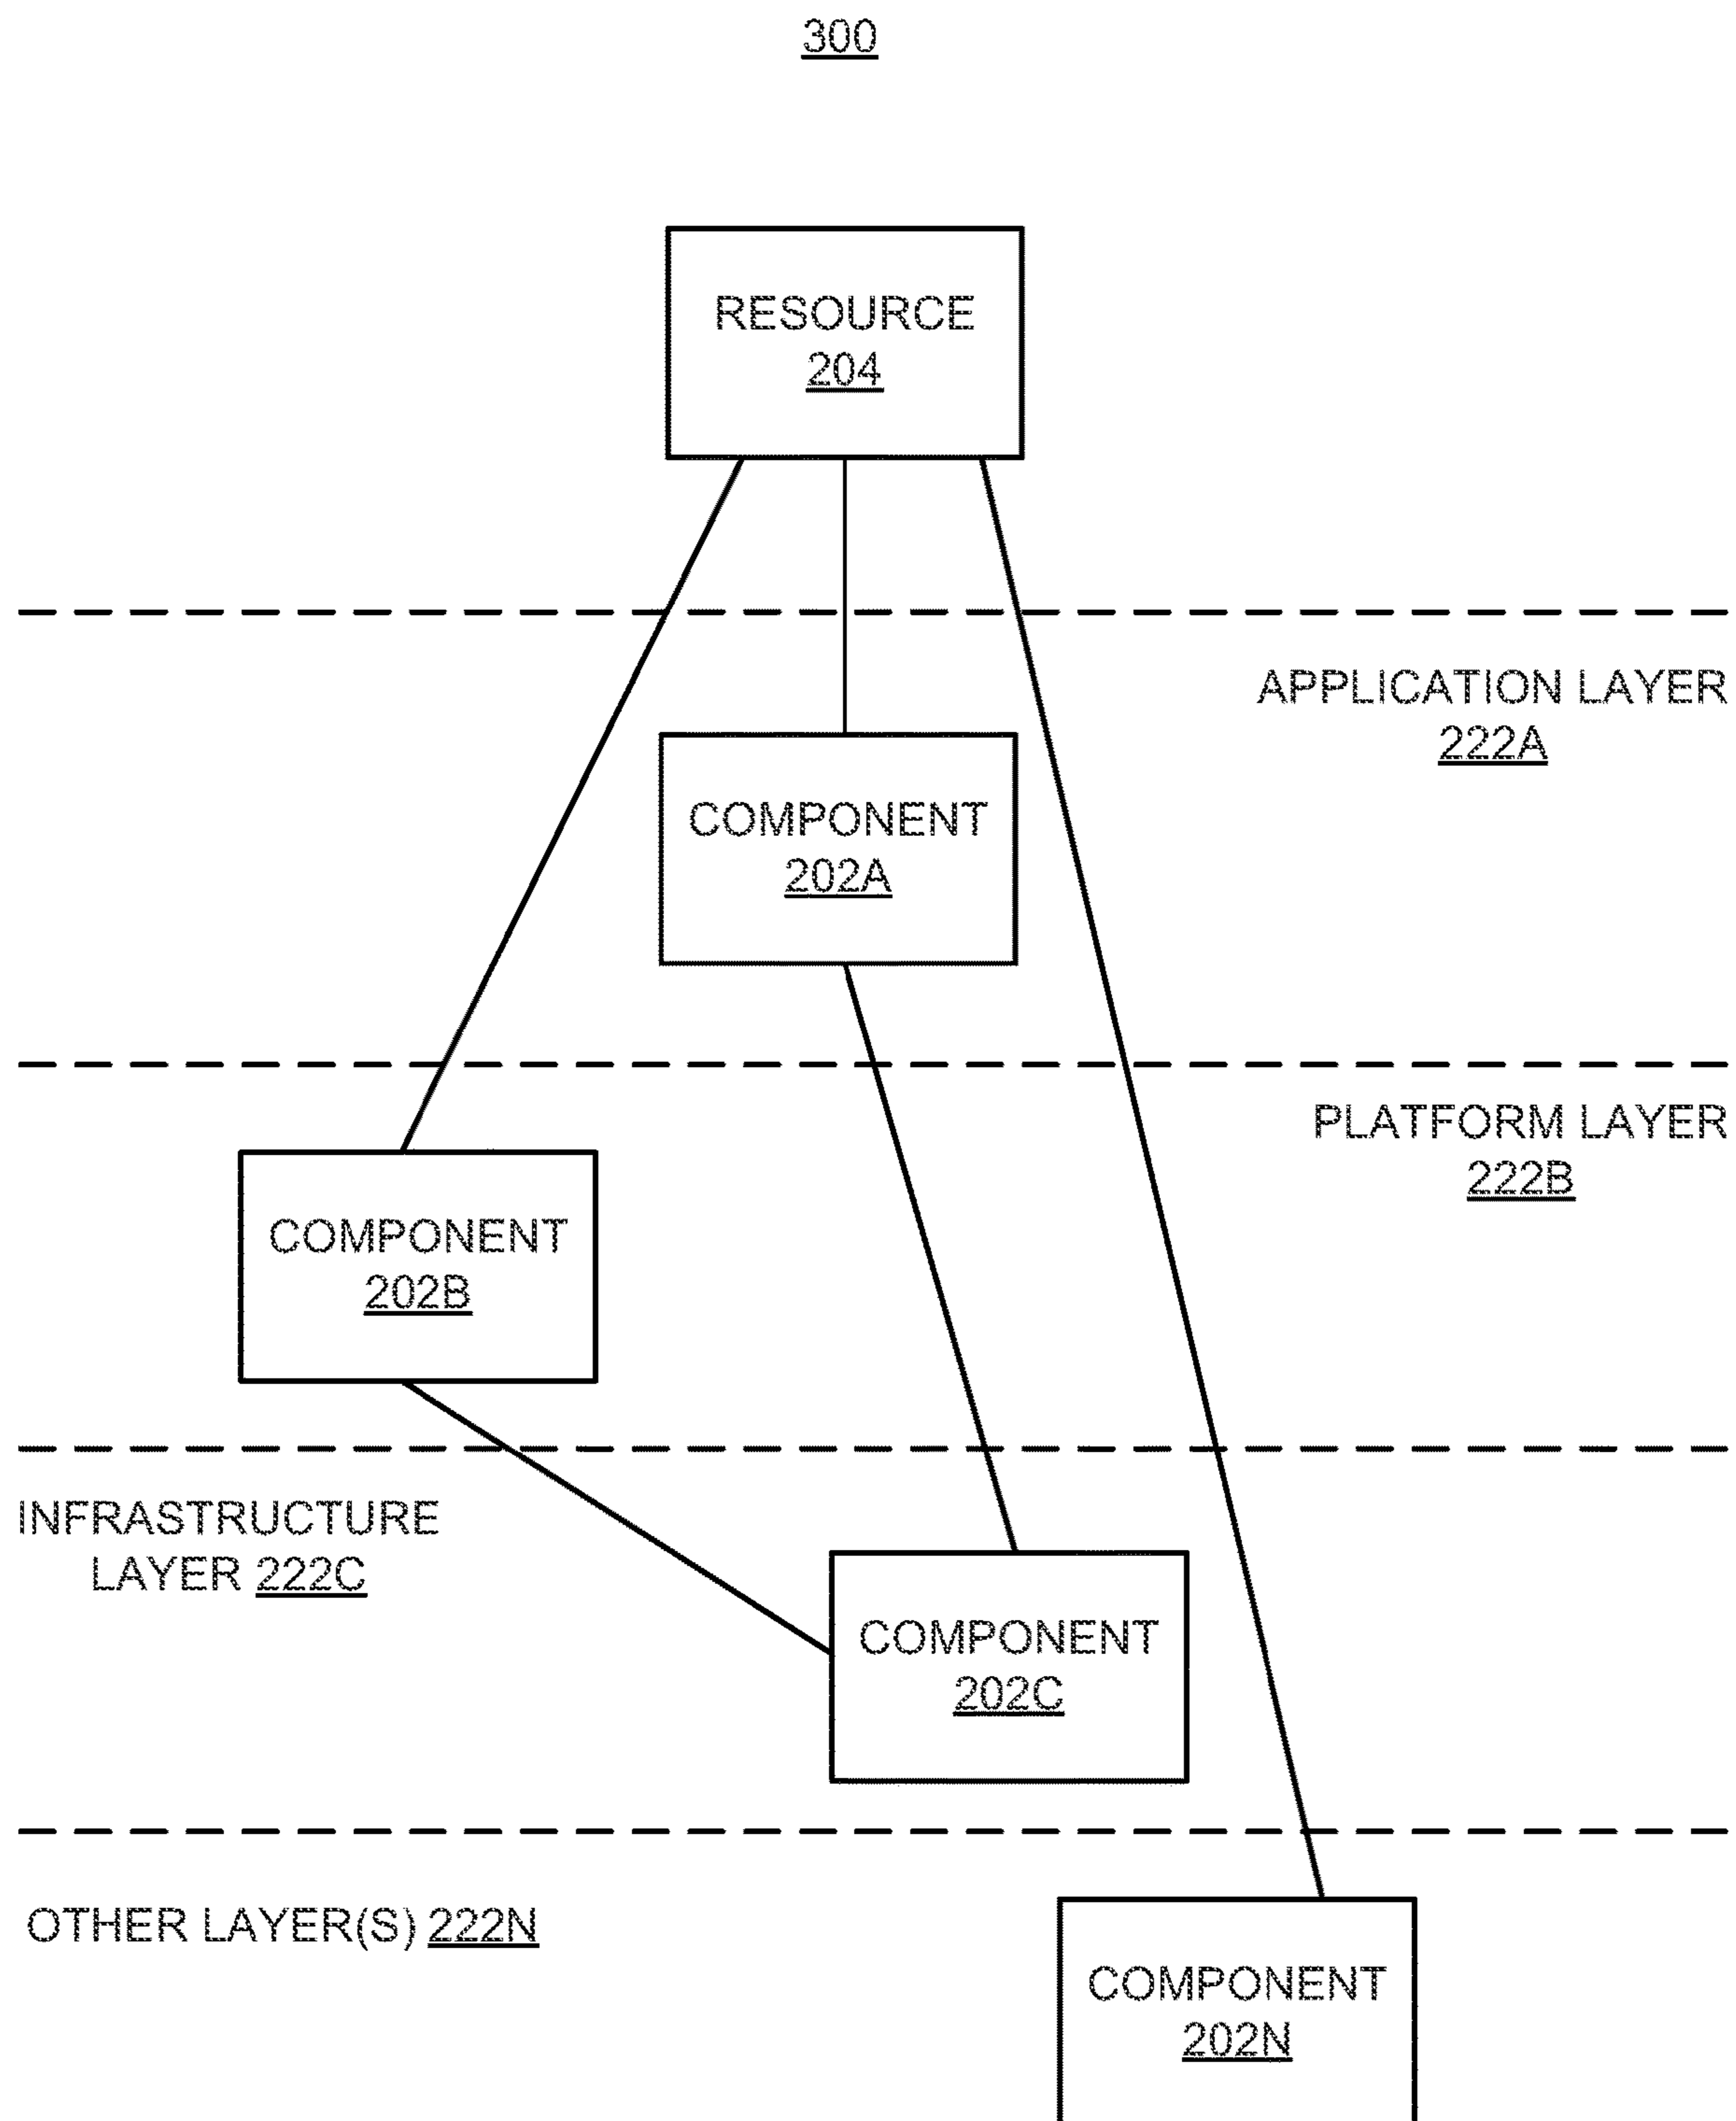 300
RESOURCE
204
APPLICATION LAYER
222A
COMPONENT
202A
PLATFORM LAYER
222B
COMPONENT
202B
INFRASTRUCTURE
LAYER 222C
COMPONENT
202C
OTHER LAYER(S) 222N
COMPONENT
202N